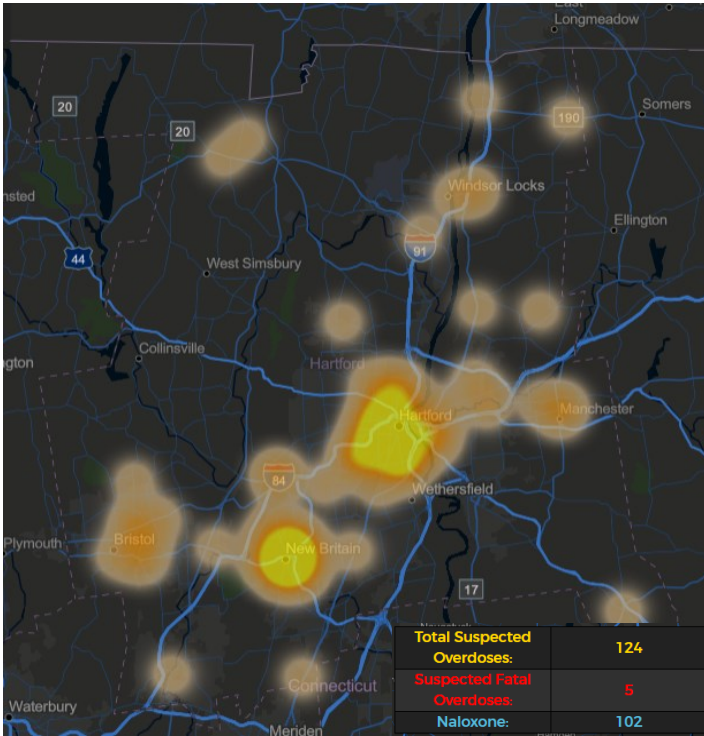 East
Longmeadow
20
Somers
190
20
Windsor Locks
nsted
Ellington
91
44
West Simsbury
Collinsville
ngton
Hartford
Manchester
Hartford
84
Wethersfield
Plymouth
Bristol
New Britain
17
Total Suspected
Overdoses:
124
Suspected Fatal
Overdoses:
5
Naloxone:
102
Connecticut
Waterbury
Meriden